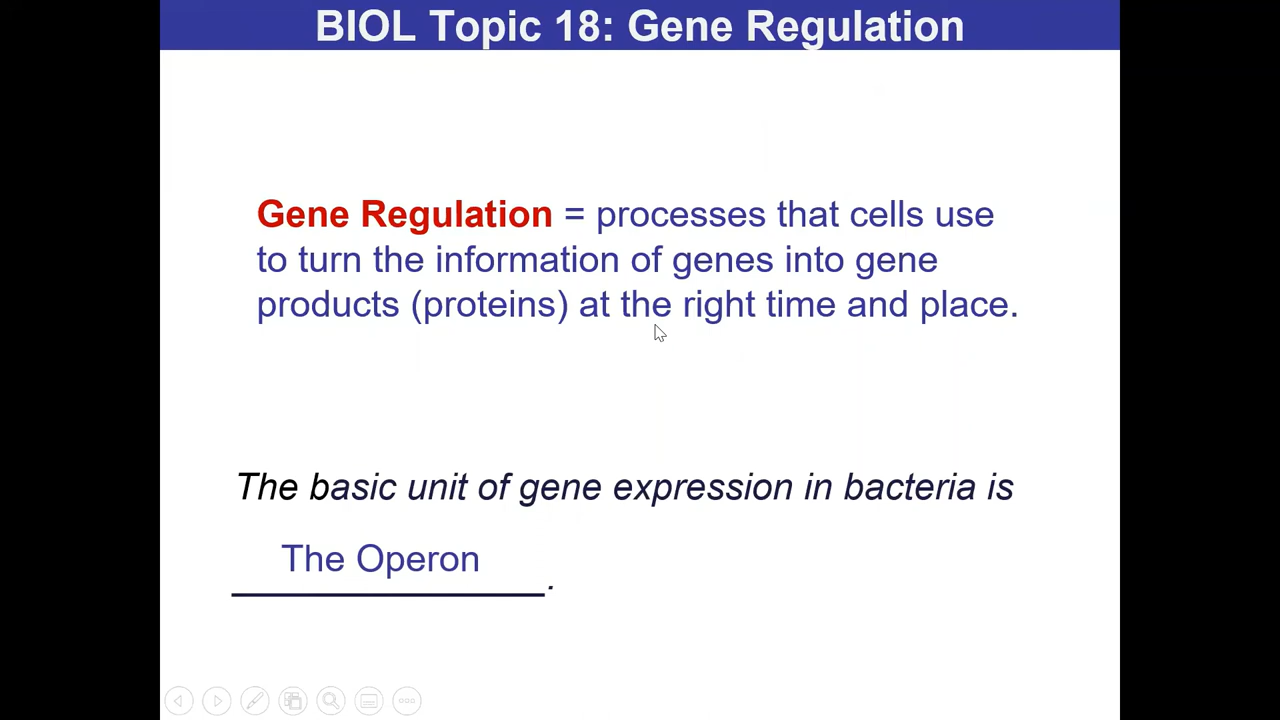 BIOL Topic 18: Gene Regulation
Gene Regulation = processes that cells use
to turn the information of genes into gene
products (proteins) at the right time and place.
The basic unit of gene expression in bacteria is
The Operon
_______________.